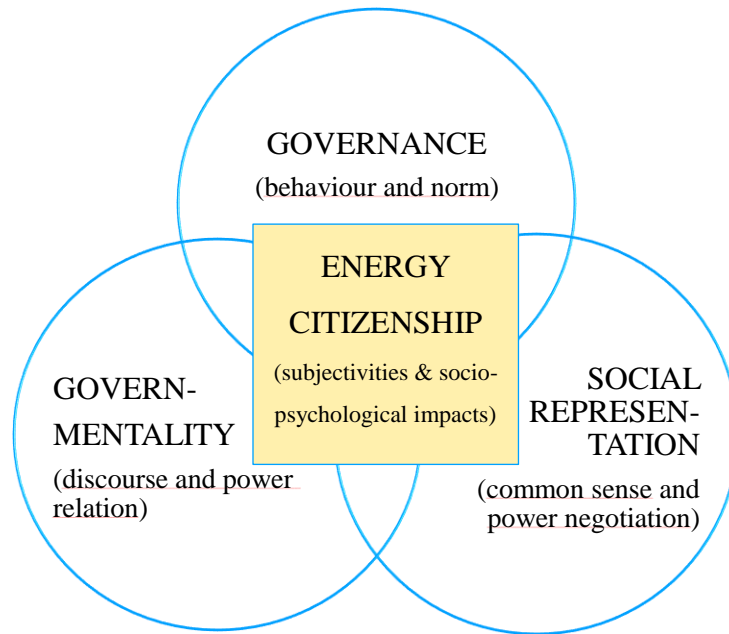 GOVERNANCE
(behaviour and norm)
ENERGY
CITIZENSHIP
(subjectivities & socio-
psychological impacts)
GOVERN-
MENTALITY
(discourse and power
relation)
SOCIAL
REPRESEN-
TATION
(common sense and
power negotiation)